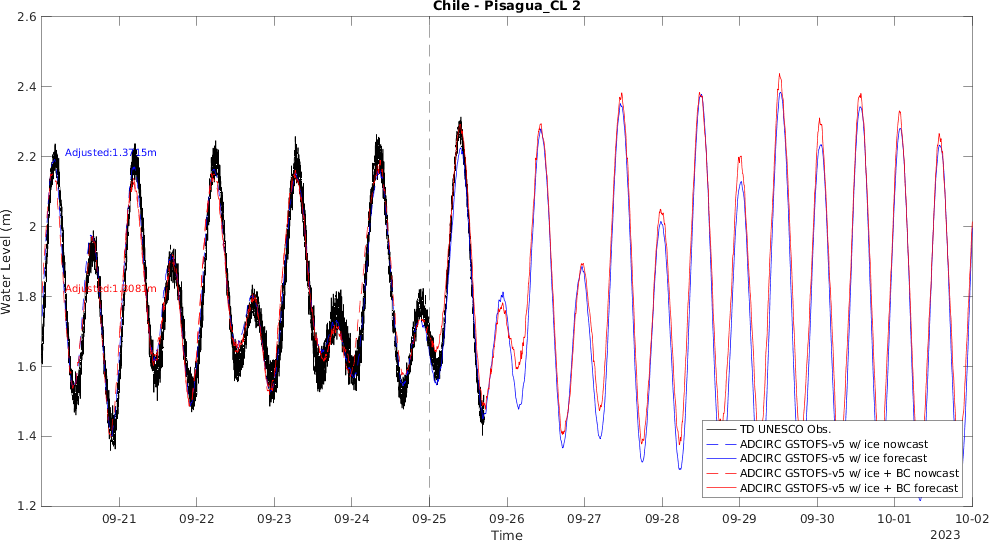 Chile - Pisagua_CL 2
2.6
2.4
2.2
2
1.8
1.6
1.4
1.2
Water Level (m)
Adjusted:1.3715m
Adjusted:1.8081m
TD UNESCO Obs.
ADCIRC GSTOFS-v5 w/ ice nowcast
ADCIRC GSTOFS-v5 w/ ice forecast
ADCIRC GSTOFS-v5 w/ ice + BC nowcast
ADCIRC GSTOFS-v5 w/ ice + BC forecast
09-21 09-22 09-23 09-24 09-25 09-26 09-27 09-28 09-29 09-30 10-01 10-02
Time
2023